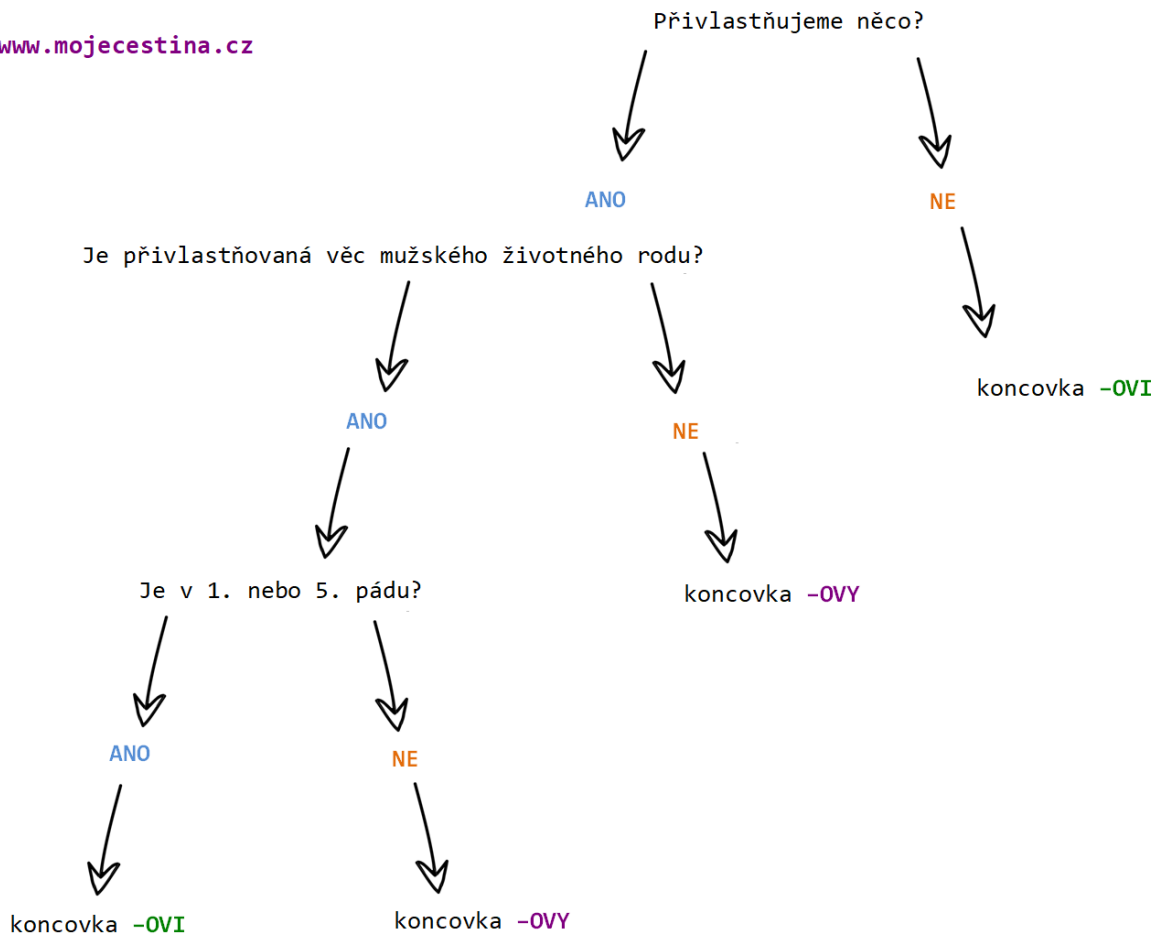 Přivlastňujeme něco?
www.mojecestina.cz
ANO
NE
Je přivlastňovaná věc mužského životného rodu?
koncovka -OVI
ANO
NE
Je v 1. nebo 5. pádu?
koncovka -OVY
ANO
NE
koncovka -OVI
koncovka -OVY